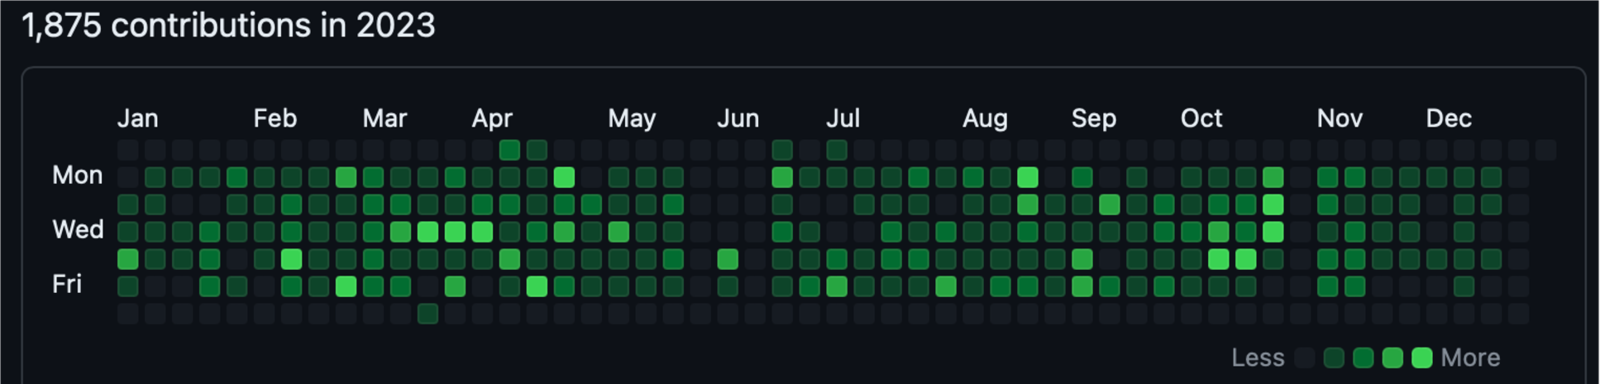 1,875 contributions in 2023
Jan Feb Mar Apr May Jun Jul Aug Sep Oct Nov Dec
Mon
Wed
Fri
Less More